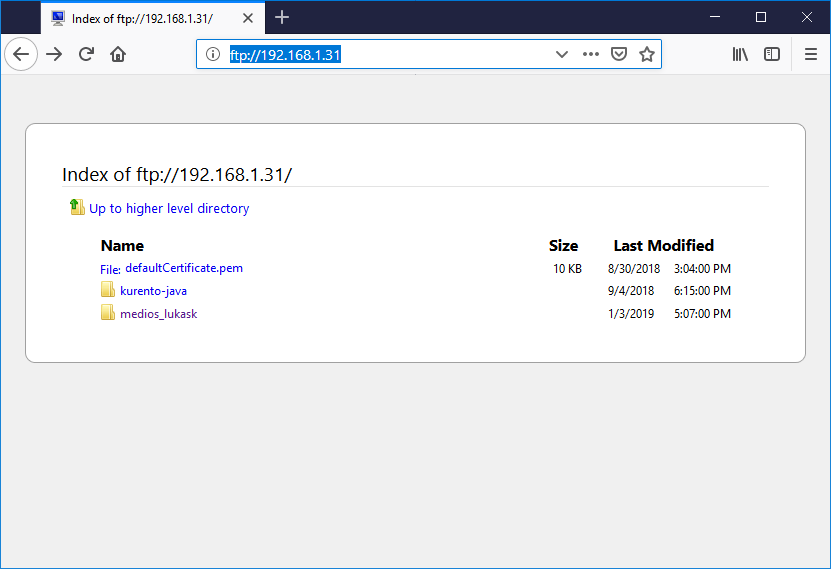 Index of ftp://192.168.1.31/
ftp://192.168.1.31
Index of ftp://192.168.1.31/
Up to higher level directory
Name Size Last Modified
File: defaultCertificate.pem 10 KB 8/30/2018 3:04:00 PM
kurento-java 9/4/2018 6:15:00 PM
medios_lukask 1/3/2019 5:07:00 PM